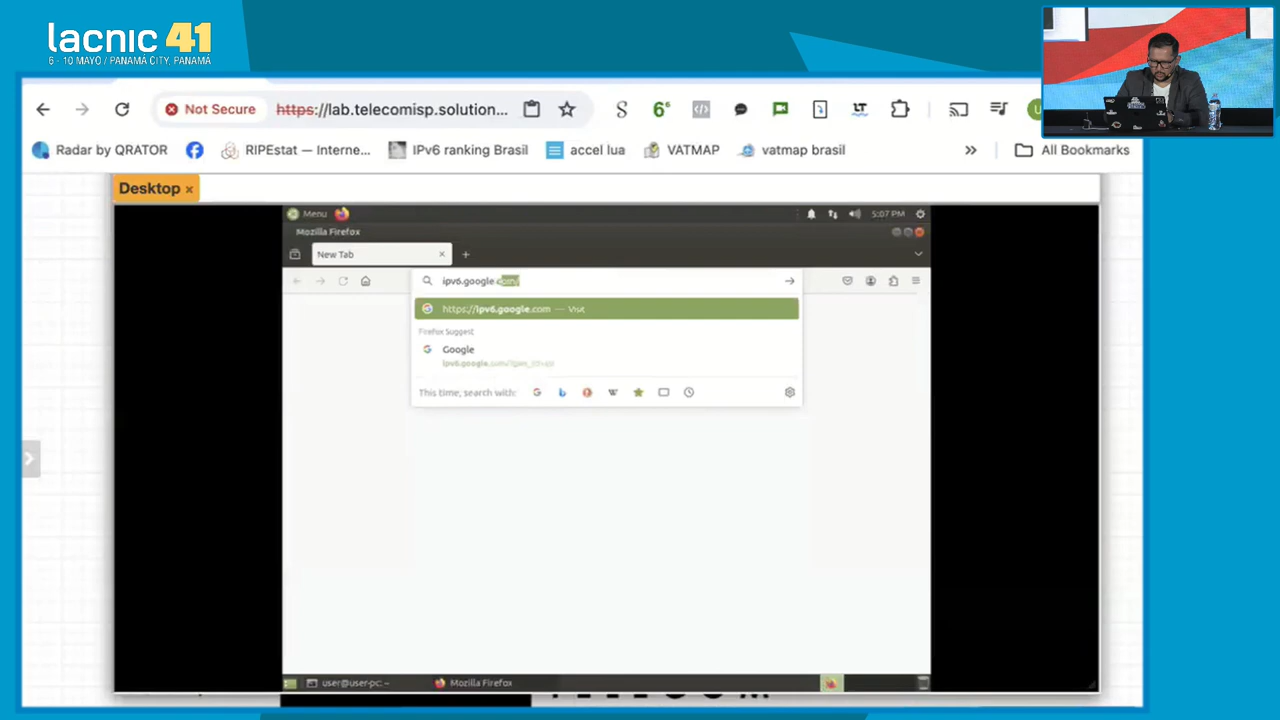 lacnic 41
6 - 10 MAYO / PANAMÁ CITY, PANAMÁ
Not Secure https://lab.telecomisp.solution...
Radar by QRATOR RIPEstat — Interne... IPv6 ranking Brasil accel lua VATMAP vatmap brasil » All Bookmarks
Desktop ×
Menu 5:07 PM
Mozilla Firefox
New Tab
ipv6.google.com/
https://ipv6.google.com — Visit
Firefox Suggest
Google
This time, search with:
user@user-pc: ~ Mozilla Firefox